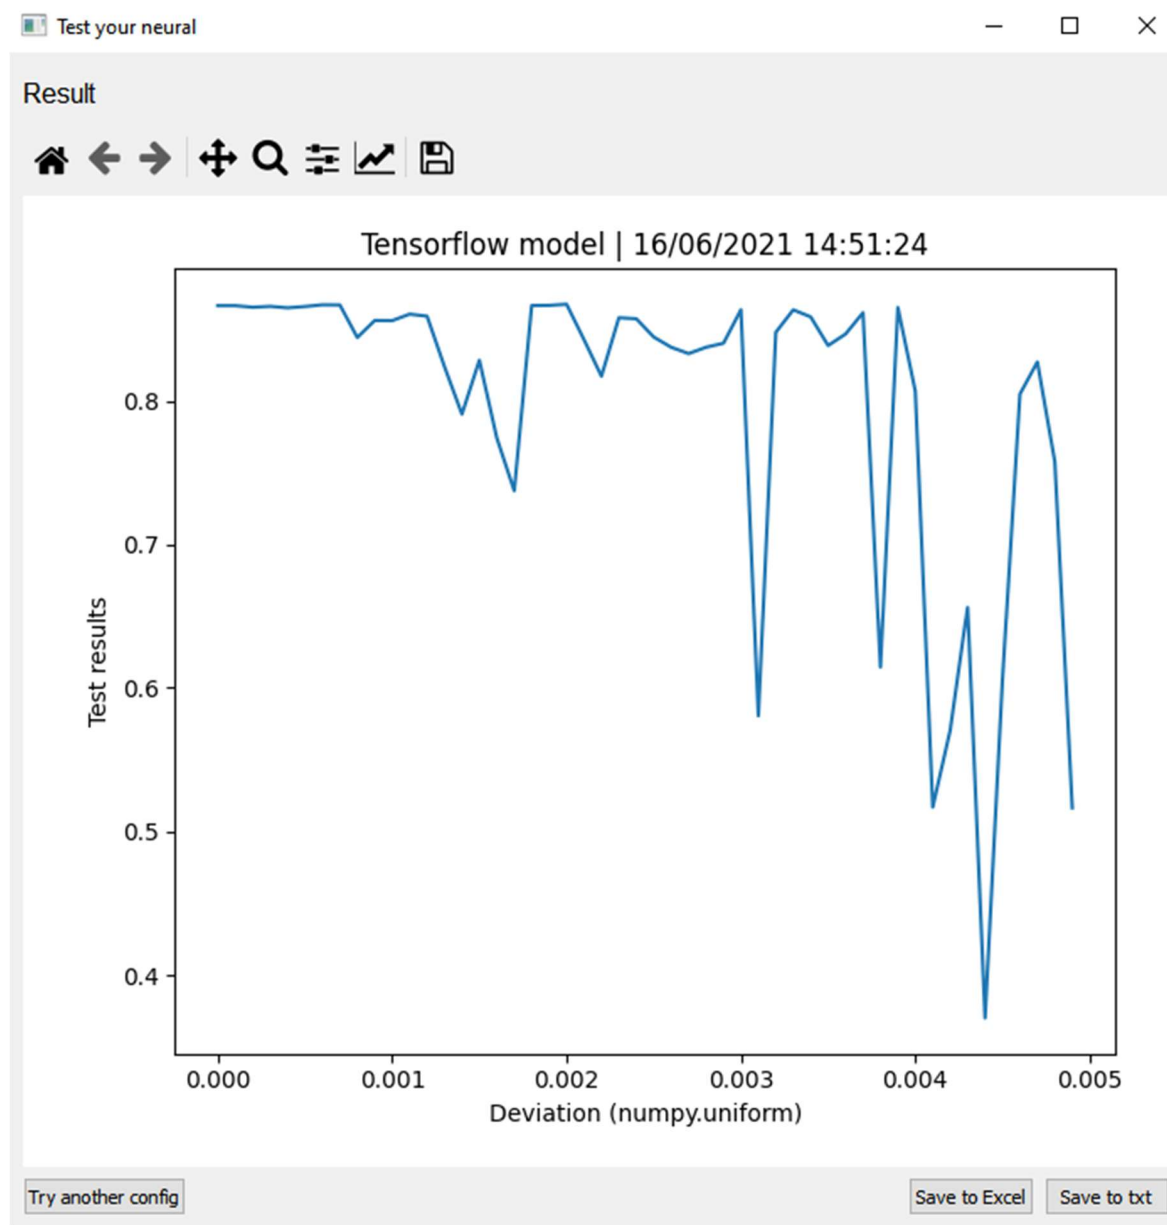 Test your neural
Result
Tensorflow model | 16/06/2021 14:51:24
0.8
0.7
0.6
0.5
0.4
Test results
0.000 0.001 0.002 0.003 0.004 0.005
Deviation (numpy.uniform)
Try another config Save to Excel Save to txt